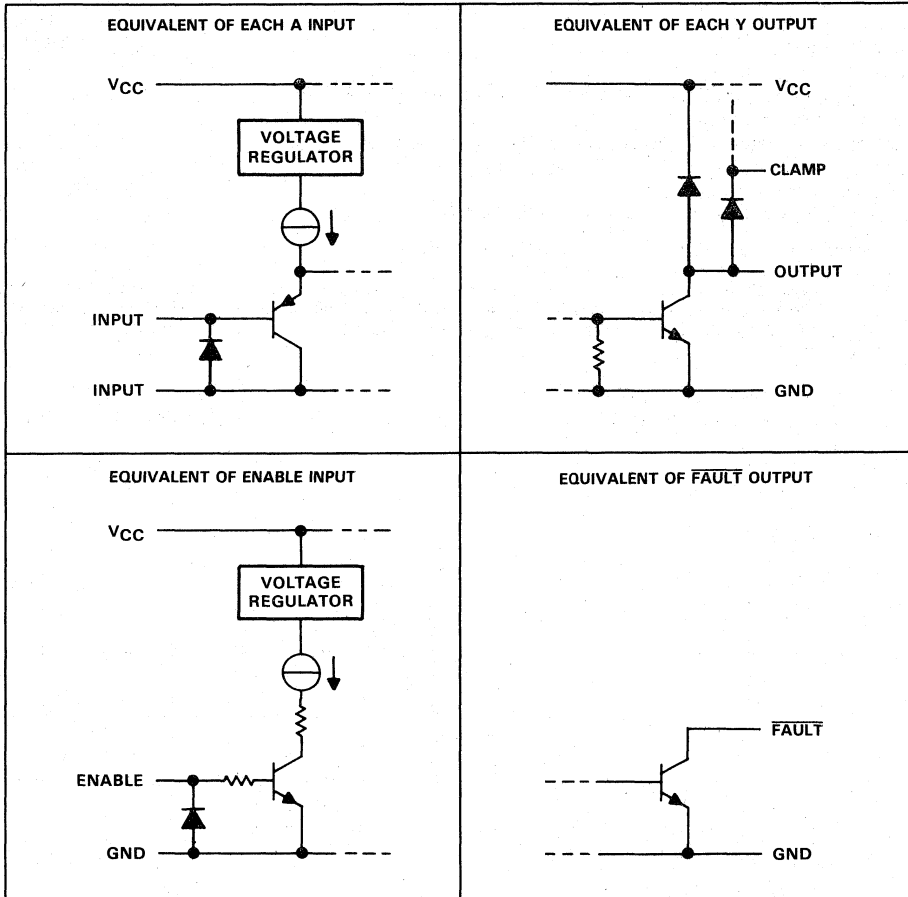 EQUIVALENT OF EACH A INPUT
VCC
VOLTAGE
REGULATOR
INPUT
INPUT
EQUIVALENT OF EACH Y OUTPUT
VCC
CLAMP
OUTPUT
GND
EQUIVALENT OF ENABLE INPUT
VCC
VOLTAGE
REGULATOR
ENABLE
GND
EQUIVALENT OF FAULT OUTPUT
FAULT
GND